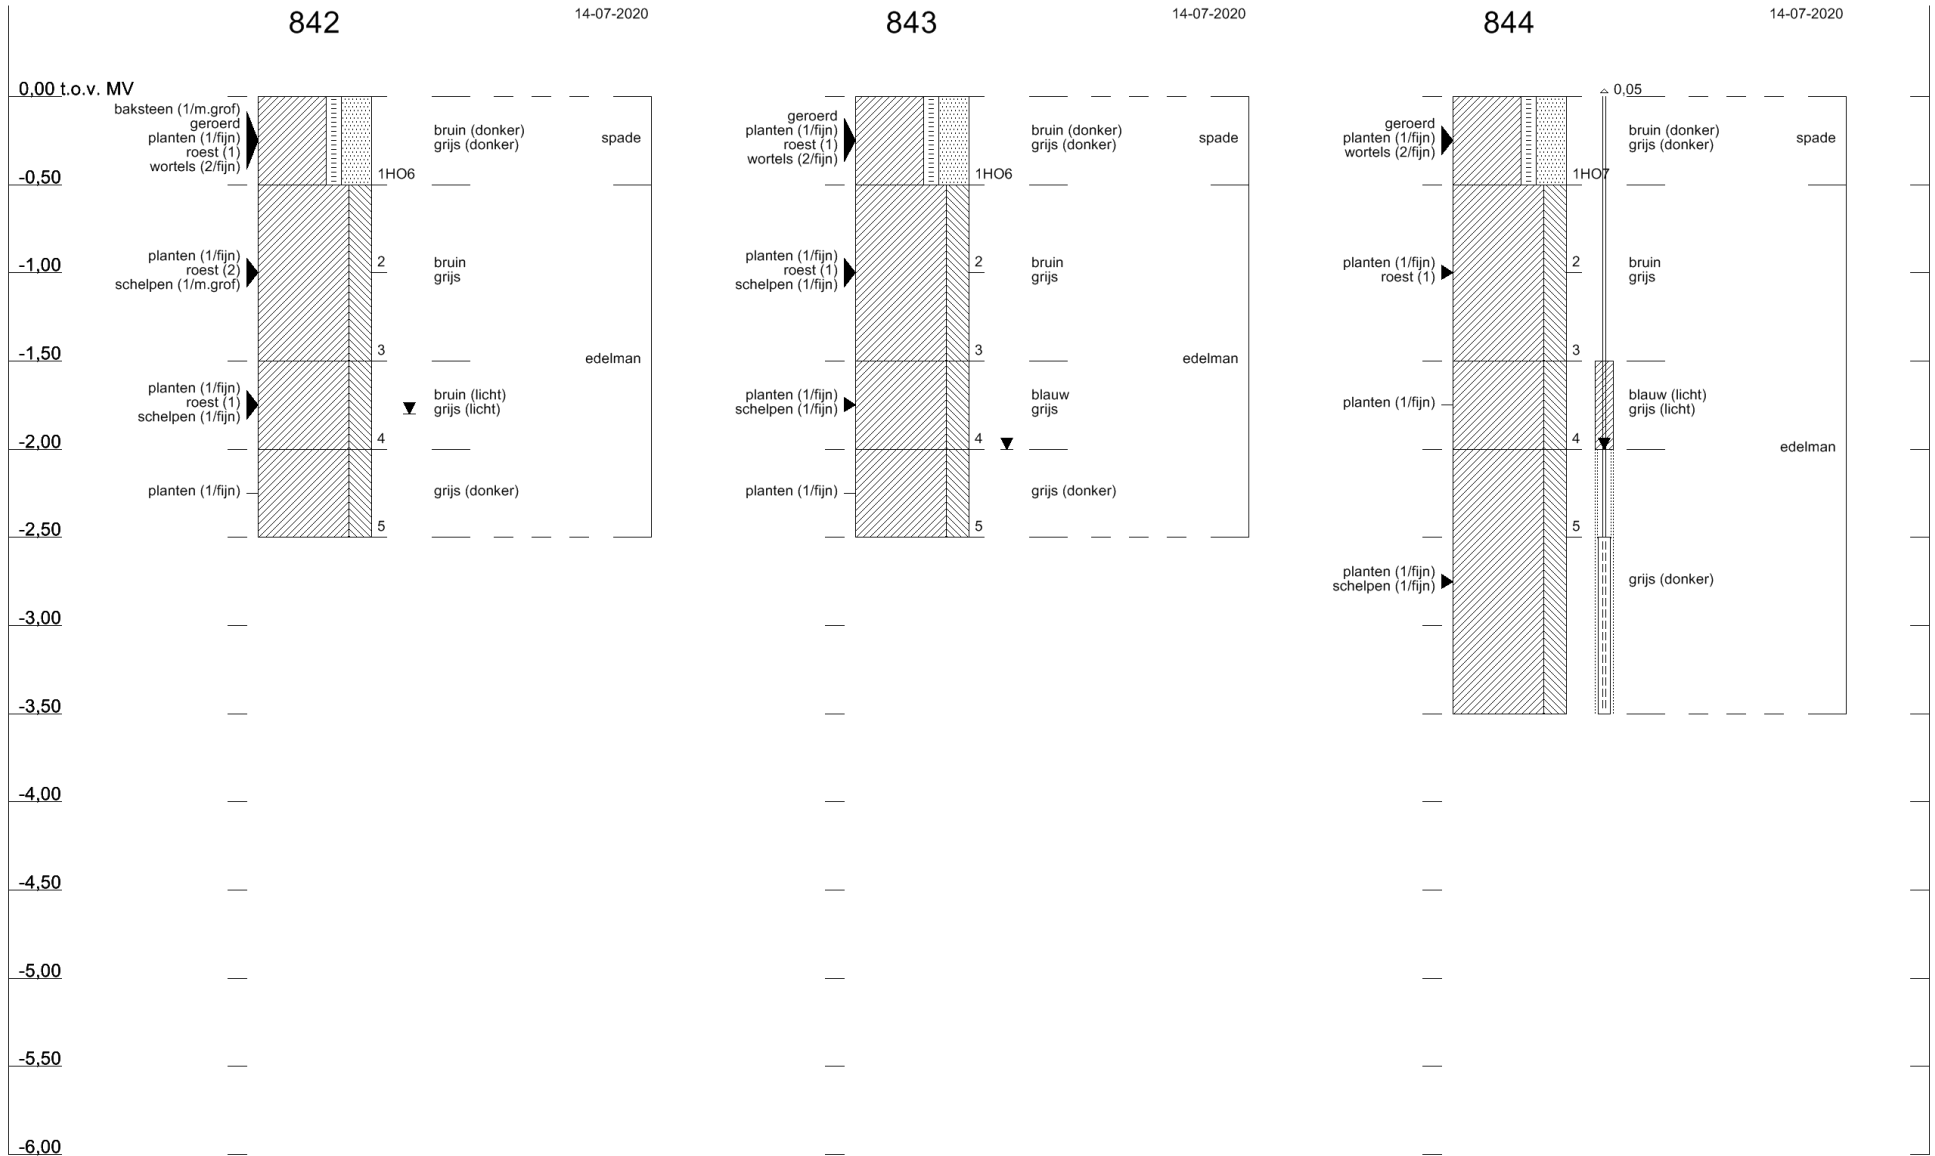 842
14-07-2020
843
14-07-2020
844
14-07-2020
0,00 t.o.v. MV
-0,50
-1,00
-1,50
-2,00
-2,50
-3,00
-3,50
-4,00
-4,50
-5,00
-5,50
-6,00
baksteen (1/m.grof)
geroerd
planten (1/fijn)
roest (1)
wortels (2/fijn)
bruin (donker)
grijs (donker)
spade
1HO6
planten (1/fijn)
roest (2)
schelpen (1/m.grof)
2
bruin
grijs
3
edelman
planten (1/fijn)
roest (1)
schelpen (1/fijn)
bruin (licht)
grijs (licht)
4
planten (1/fijn)
grijs (donker)
5
geroerd
planten (1/fijn)
roest (1)
wortels (2/fijn)
bruin (donker)
grijs (donker)
spade
1HO6
planten (1/fijn)
roest (1)
schelpen (1/fijn)
2
bruin
grijs
3
edelman
planten (1/fijn)
schelpen (1/fijn)
blauw
grijs
4
planten (1/fijn)
grijs (donker)
5
0,05
geroerd
planten (1/fijn)
wortels (2/fijn)
bruin (donker)
grijs (donker)
spade
1HO7
planten (1/fijn)
roest (1)
2
bruin
grijs
3
planten (1/fijn)
blauw (licht)
grijs (licht)
4
edelman
5
planten (1/fijn)
schelpen (1/fijn)
grijs (donker)